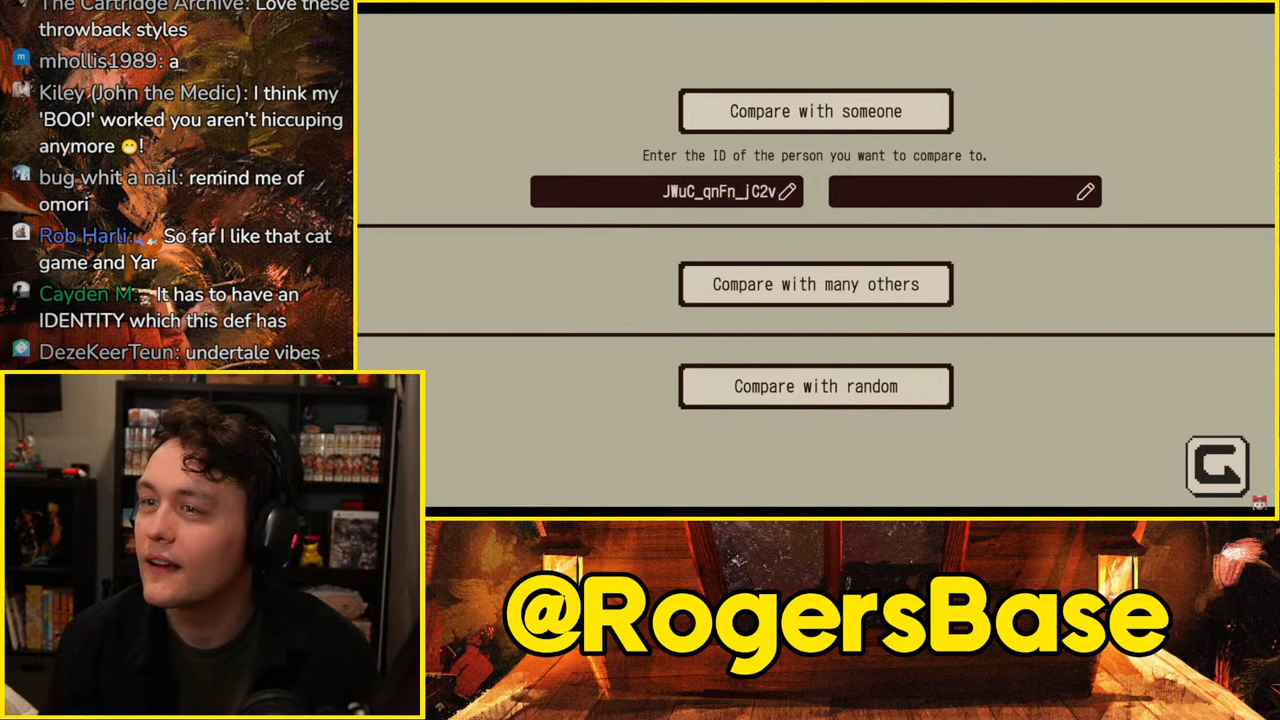 The Cartridge Archive: Love these
throwback styles
mhollis1989: a
Kiley (John the Medic): I think my
'BOO!' worked you aren't hiccuping
anymore 😁!
bug whit a nail: remind me of
omori
Rob Harli: So far I like that cat
game and Yar
Cayden M: It has to have an
IDENTITY which this def has
DezeKeerTeun: undertale vibes
Compare with someone
Enter the ID of the person you want to compare to.
JWuC_qnFn_jC2v
Compare with many others
Compare with random
@RogersBase